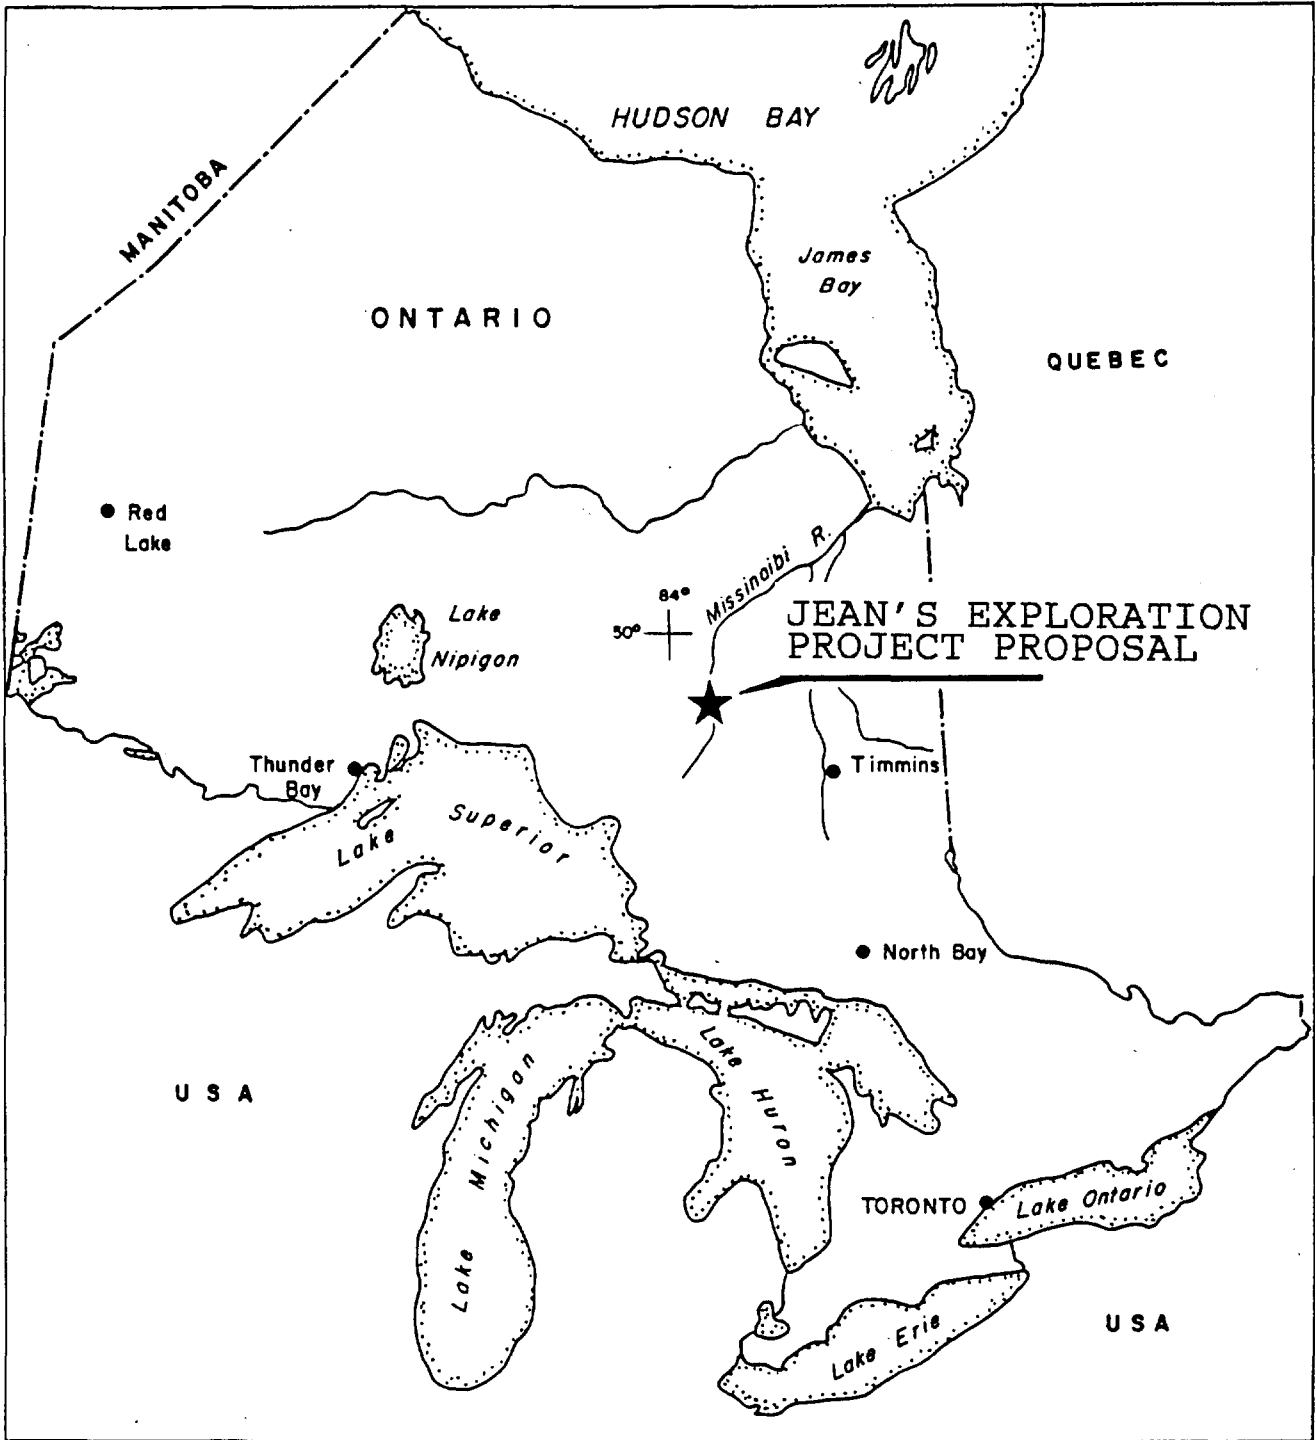 HUDSON BAY
MANITOBA
James
Bay
ONTARIO
QUEBEC
Red
Lake
Missinaibi R.
84°
50°
Lake
Nipigon
JEAN'S EXPLORATION
PROJECT PROPOSAL
Thunder
Bay
Timmins
Lake Superior
North Bay
USA
Lake Michigan
Lake Huron
TORONTO
Lake Ontario
Lake Erie
USA